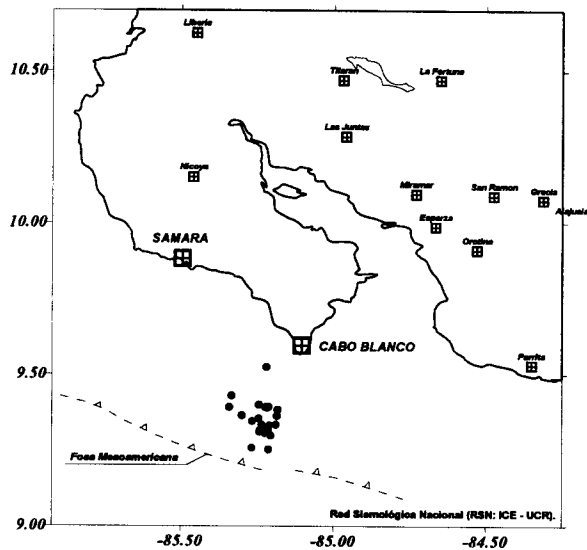 Liberia
10.50
Tilaran
La Fortuna
Las Juntas
Nicoya
Miramar
San Ramon
Grecia
Alajuela
10.00
Esparza
SAMARA
Orotina
CABO BLANCO
9.50
Parrita
Fosa Mesoamericana
Red Sismológica Nacional (RSN: ICE - UCR).
9.00
-85.50
-85.00
-84.50